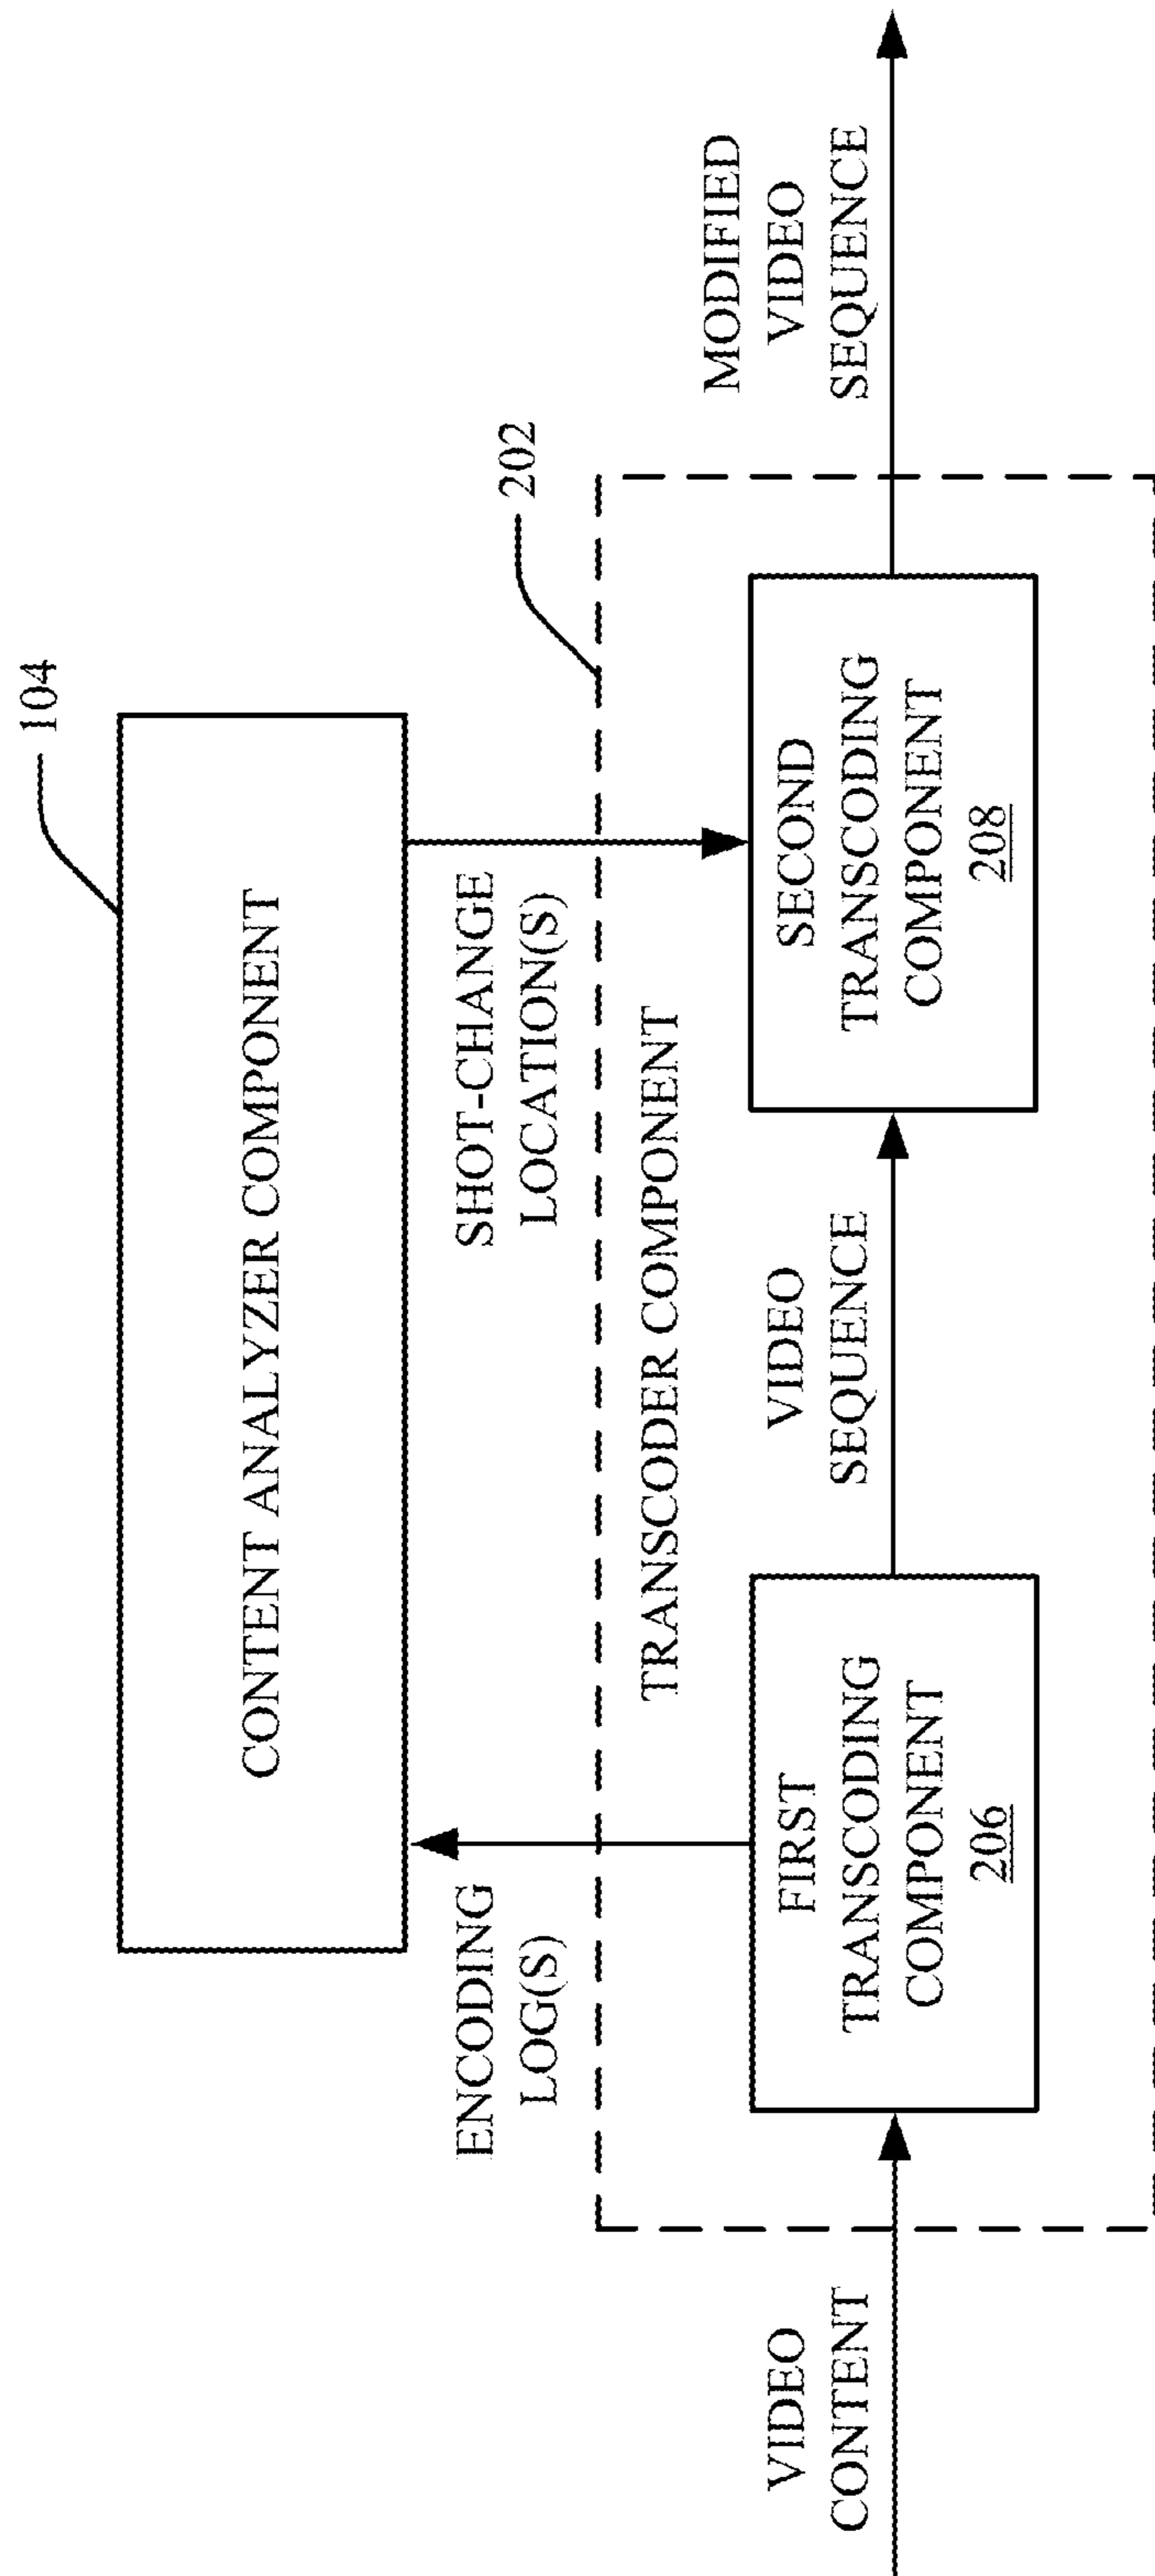 104
CONTENT ANALYZER COMPONENT
ENCODING
LOG(S)
SHOT-CHANGE
LOCATION(S)
202
TRANSCODER COMPONENT
VIDEO
CONTENT
FIRST
TRANSCODING
COMPONENT
206
VIDEO
SEQUENCE
SECOND
TRANSCODING
COMPONENT
208
MODIFIED
VIDEO
SEQUENCE